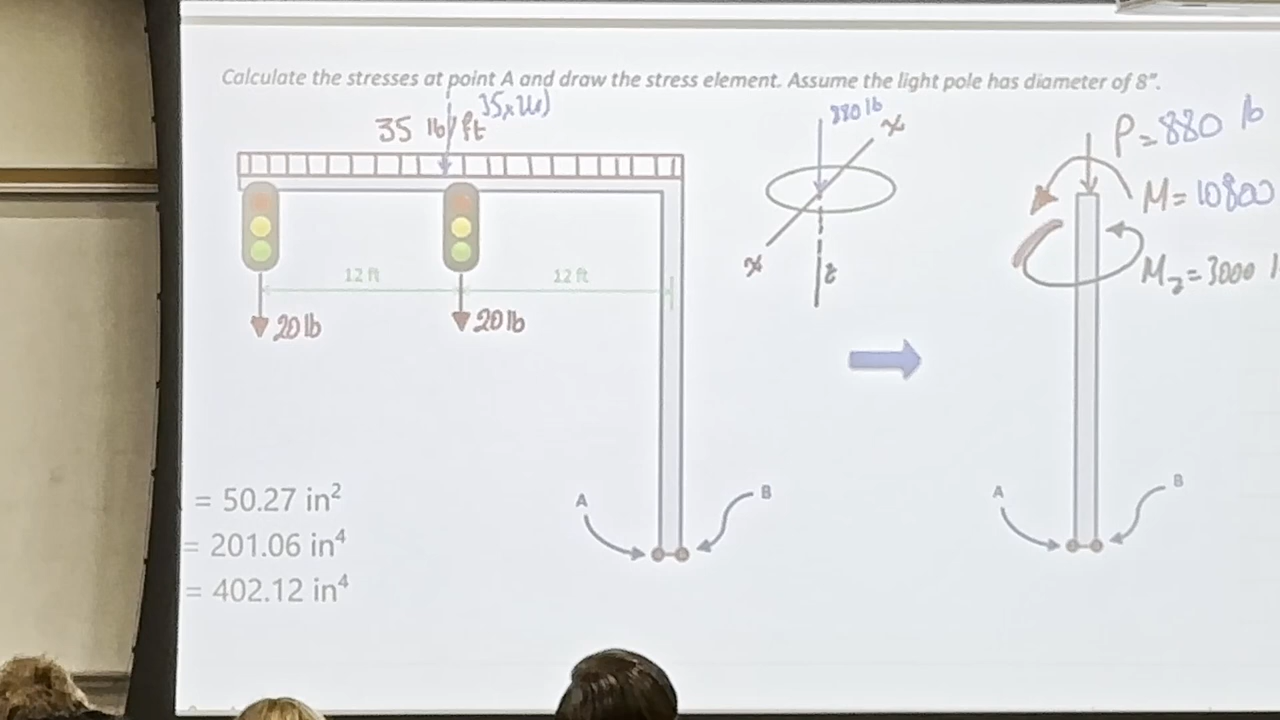 Calculate the stresses at point A and draw the stress element. Assume the light pole has diameter of 8".
35 lb/ft
880 lb
x
P=880 lb
M=10800
12 ft
12 ft
x
z
M_z=3000
20 lb
20 lb
A
B
A
B
= 50.27 in²
= 201.06 in⁴
= 402.12 in⁴